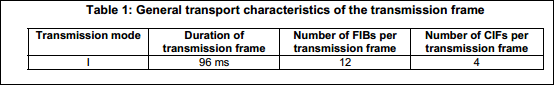 Table 1: General transport characteristics of the transmission frame
Transmission mode Duration of transmission frame Number of FIBs per transmission frame Number of CIFs per transmission frame
I 96 ms 12 4